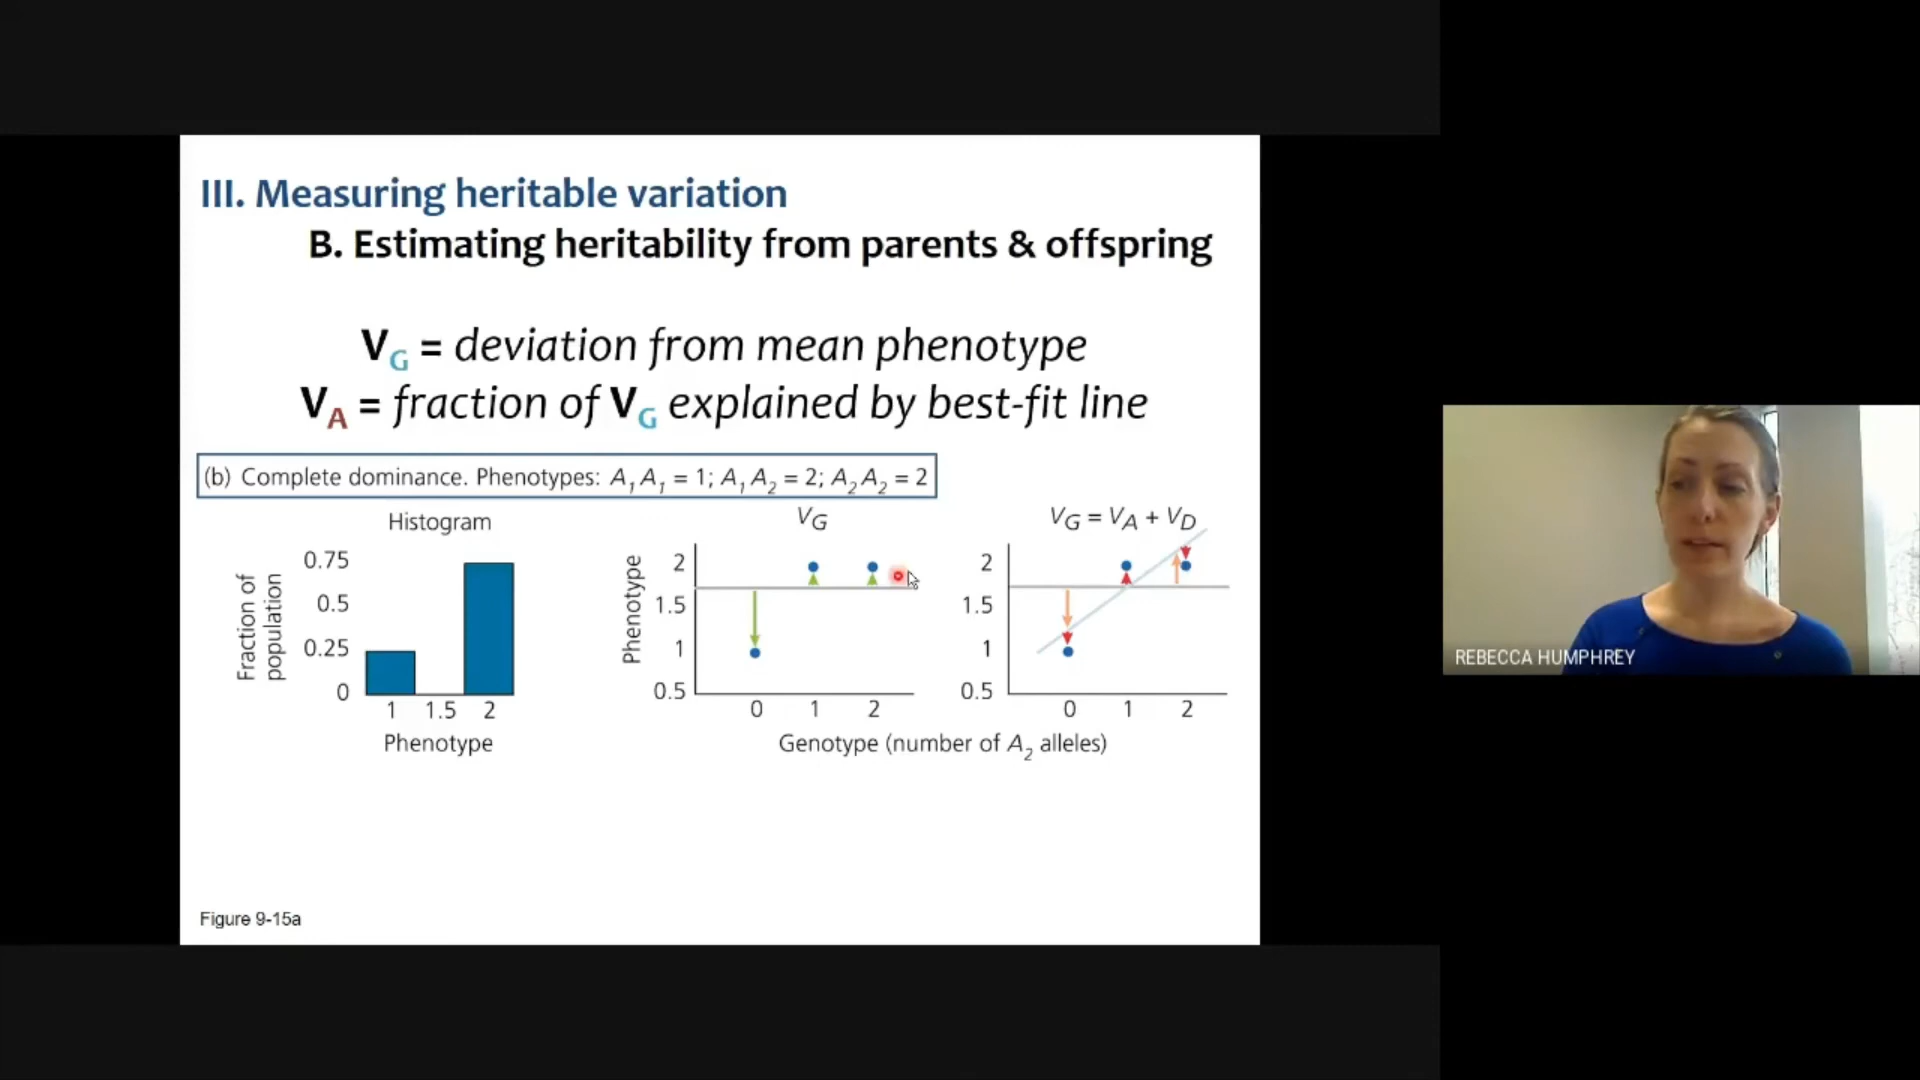 III. Measuring heritable variation
B. Estimating heritability from parents & offspring
VG = deviation from mean phenotype
VA = fraction of VG explained by best-fit line
(b) Complete dominance. Phenotypes: A1A1 = 1; A1A2 = 2; A2A2 = 2
Histogram
Fraction of
population
0.75
0.5
0.25
0
1 1.5 2
Phenotype
VG
Phenotype
2
1.5
1
0.5
0 1 2
VG = VA + VD
2
1.5
1
0.5
0 1 2
Genotype (number of A2 alleles)
Figure 9-15a
REBECCA HUMPHREY